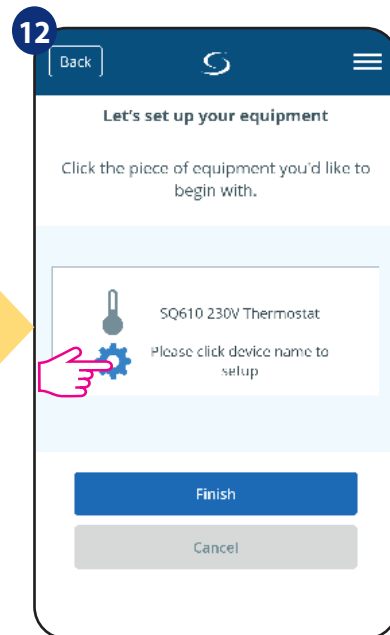 12
Back
Let's set up your equipment
Click the piece of equipment you'd like to
begin with.
SQ610 230V Thermostat
Please click device name to
setup
Finish
Cancel